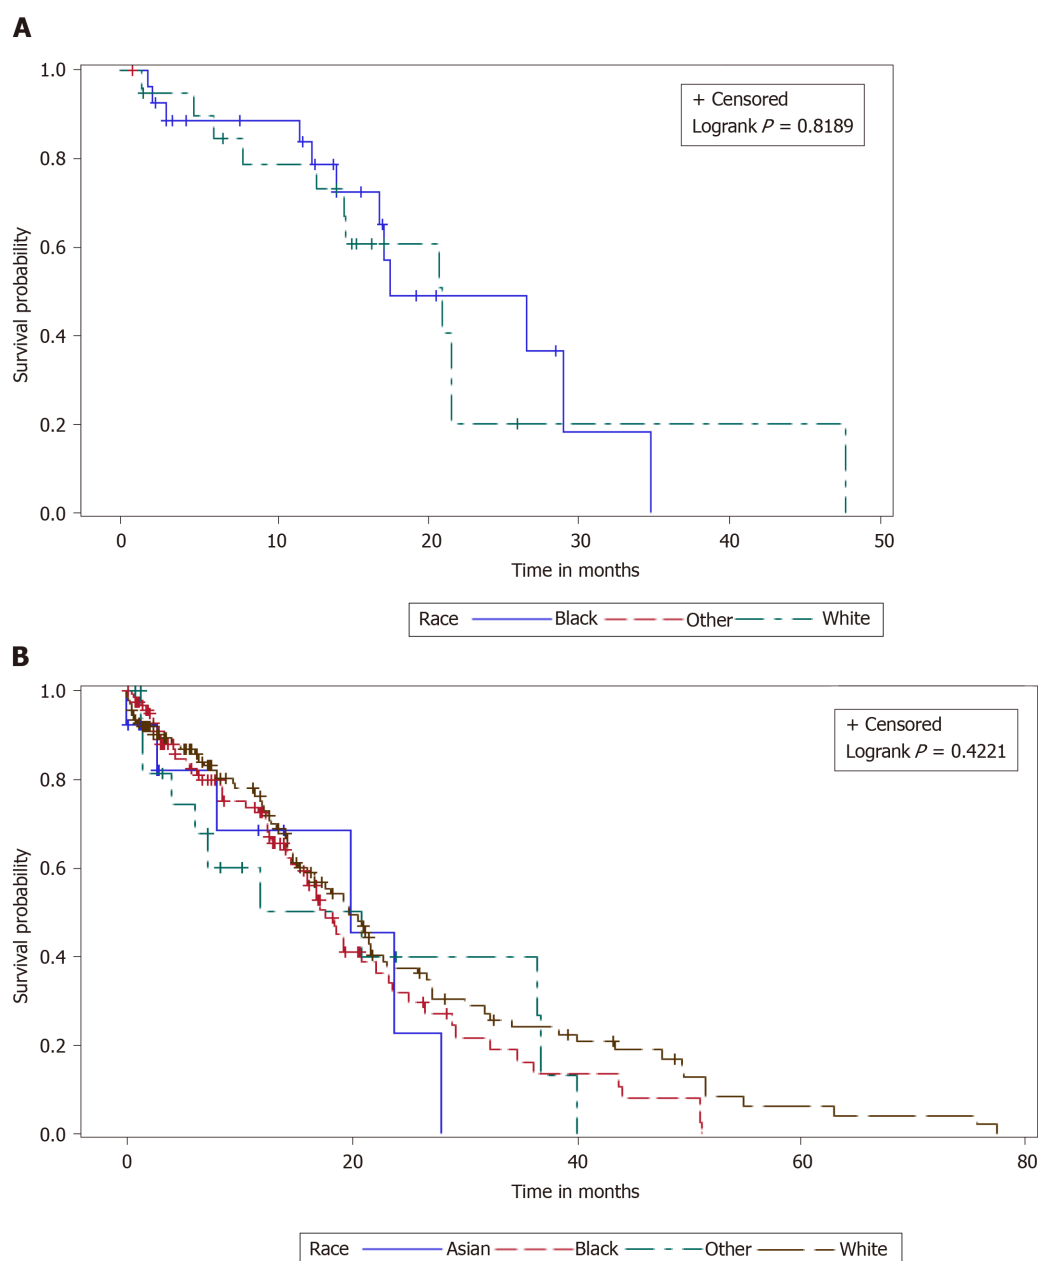 A
1.0
0.8
0.6
0.4
0.2
0.0
Survival probability
+ Censored
Logrank P = 0.8189
0 10 20 30 40 50
Time in months
Race Black Other White
B
1.0
0.8
0.6
0.4
0.2
0.0
Survival probability
+ Censored
Logrank P = 0.4221
0 20 40 60 80
Time in months
Race Asian Black Other White